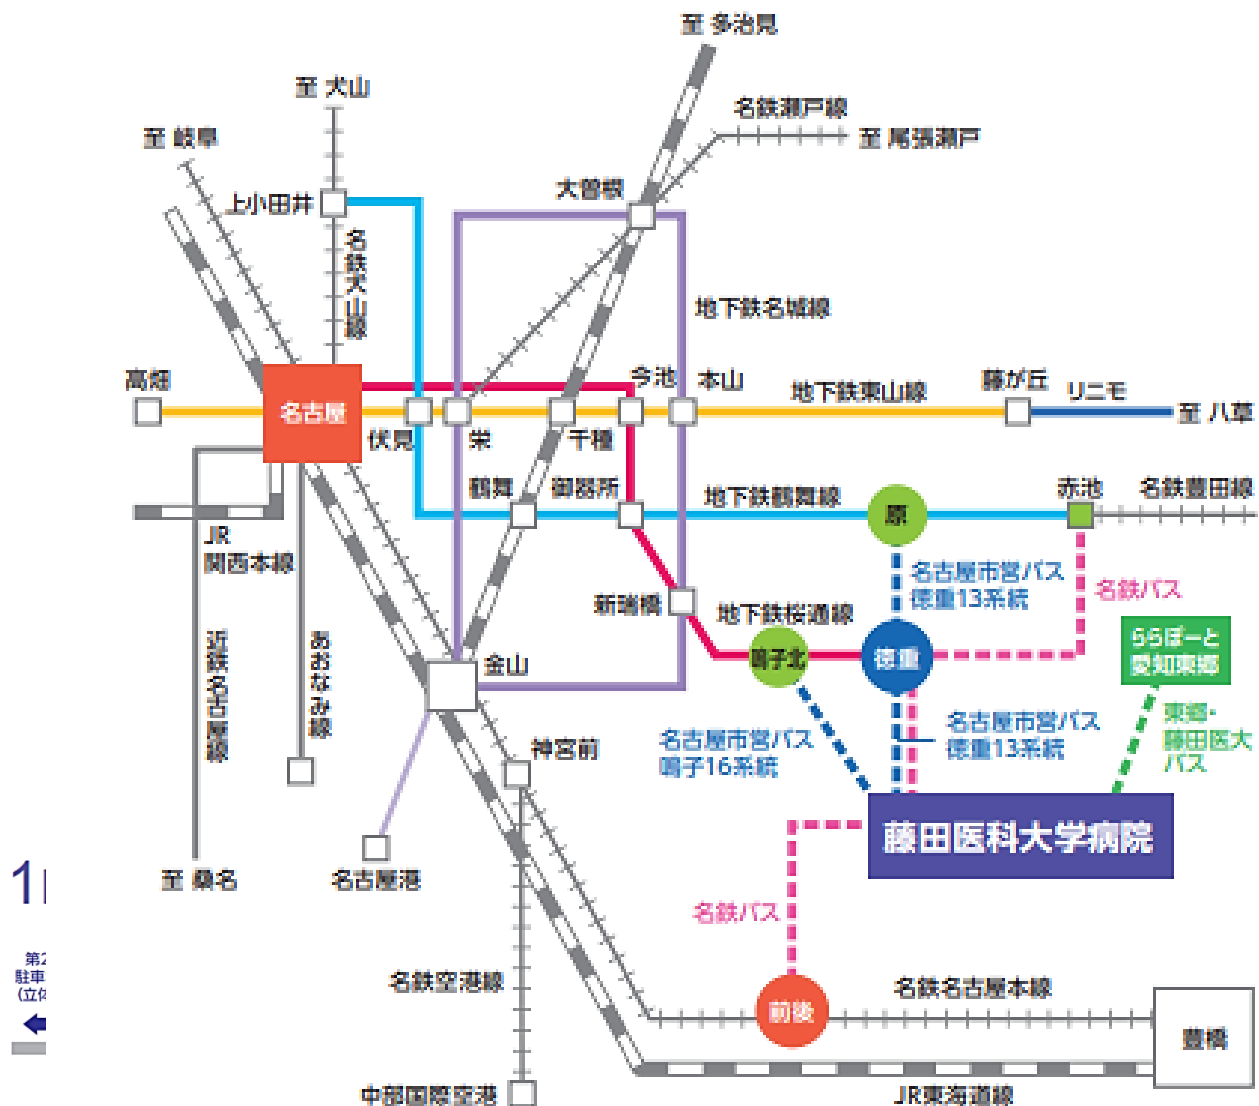 至 多治見
至 犬山
名鉄瀬戸線
至 岐阜
至 尾張瀬戸
大曽根
上小田井
名鉄犬山線
地下鉄名城線
高畑
名古屋
今池
本山
地下鉄東山線
藤が丘
リニモ
至 八草
伏見
栄
千種
鶴舞
御器所
地下鉄鶴舞線
原
赤池
名鉄豊田線
JR
関西本線
名古屋市営バス
徳重13系統
名鉄バス
新瑞橋
地下鉄桜通線
鳴子北
徳重
ららぽーと
愛知東郷
近鉄名古屋線
あおなみ線
金山
名古屋市営バス
鳴子16系統
名古屋市営バス
徳重13系統
東郷・
藤田医大
バス
神宮前
藤田医科大学病院
至 桑名
名古屋港
名鉄バス
1
第2
駐車
(立体
名鉄空港線
前後
名鉄名古屋本線
豊橋
中部国際空港
JR東海道線